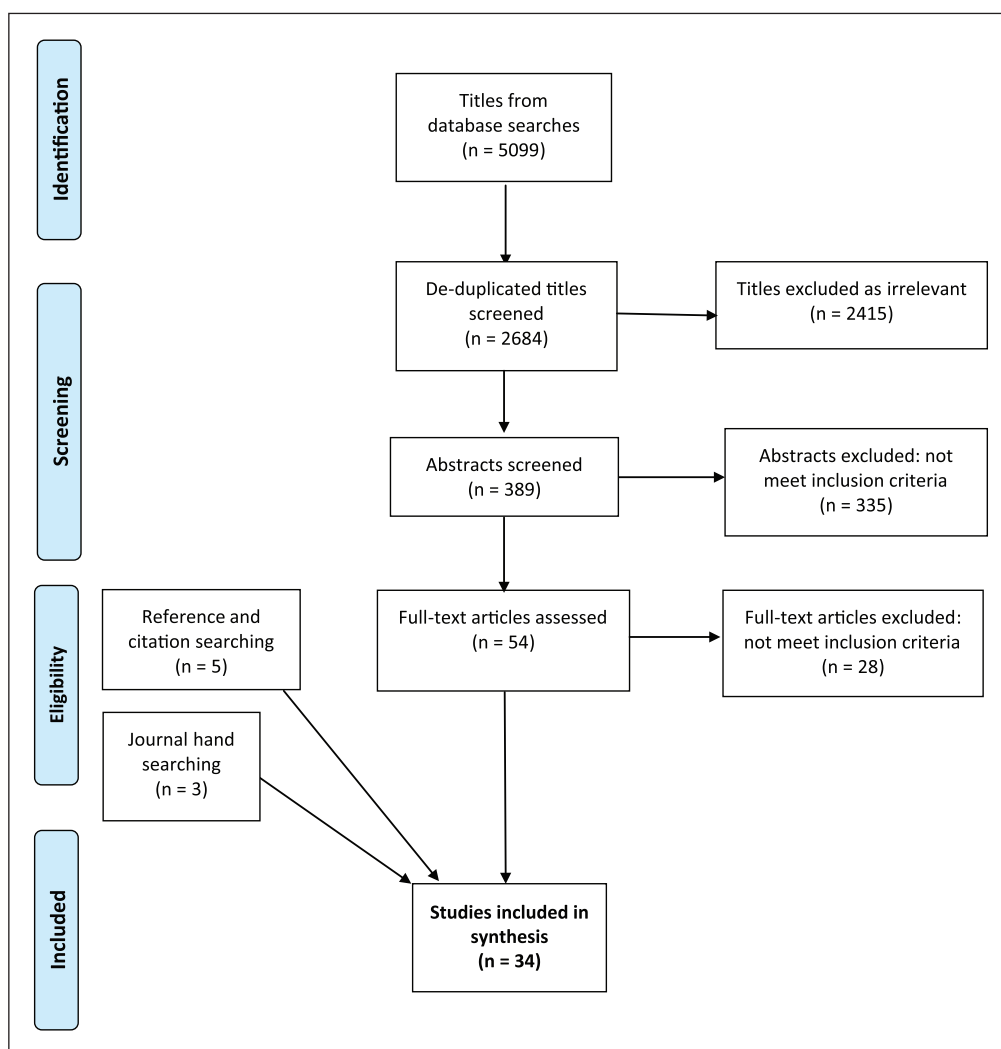 Identification
Titles from
database searches
(n = 5099)
Screening
De-duplicated titles
screened
(n = 2684)
Titles excluded as irrelevant
(n = 2415)
Abstracts screened
(n = 389)
Abstracts excluded: not
meet inclusion criteria
(n = 335)
Eligibility
Reference and
citation searching
(n = 5)
Full-text articles assessed
(n = 54)
Full-text articles excluded:
not meet inclusion criteria
(n = 28)
Journal hand
searching
(n = 3)
Included
Studies included in
synthesis
(n = 34)